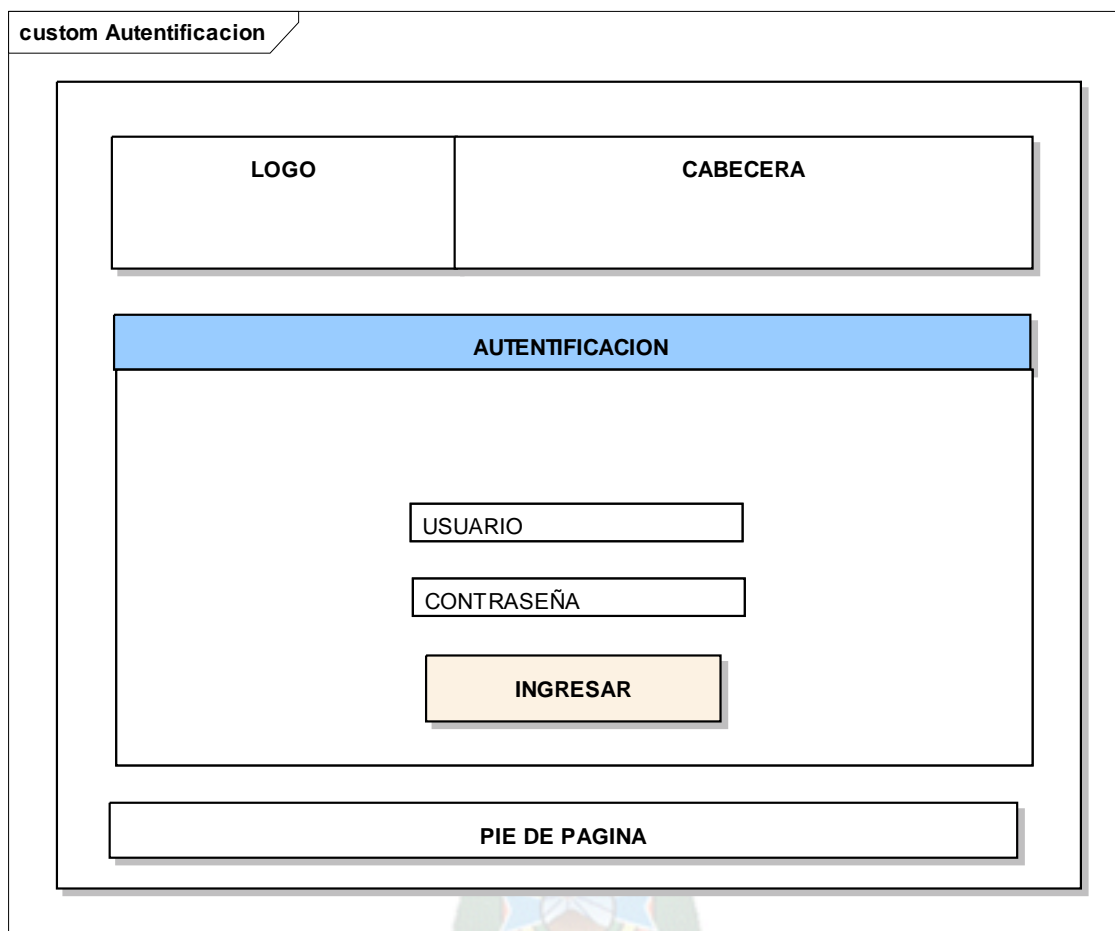 custom Autentificacion
LOGO
CABECERA
AUTENTIFICACION
USUARIO
CONTRASEÑA
INGRESAR
PIE DE PAGINA